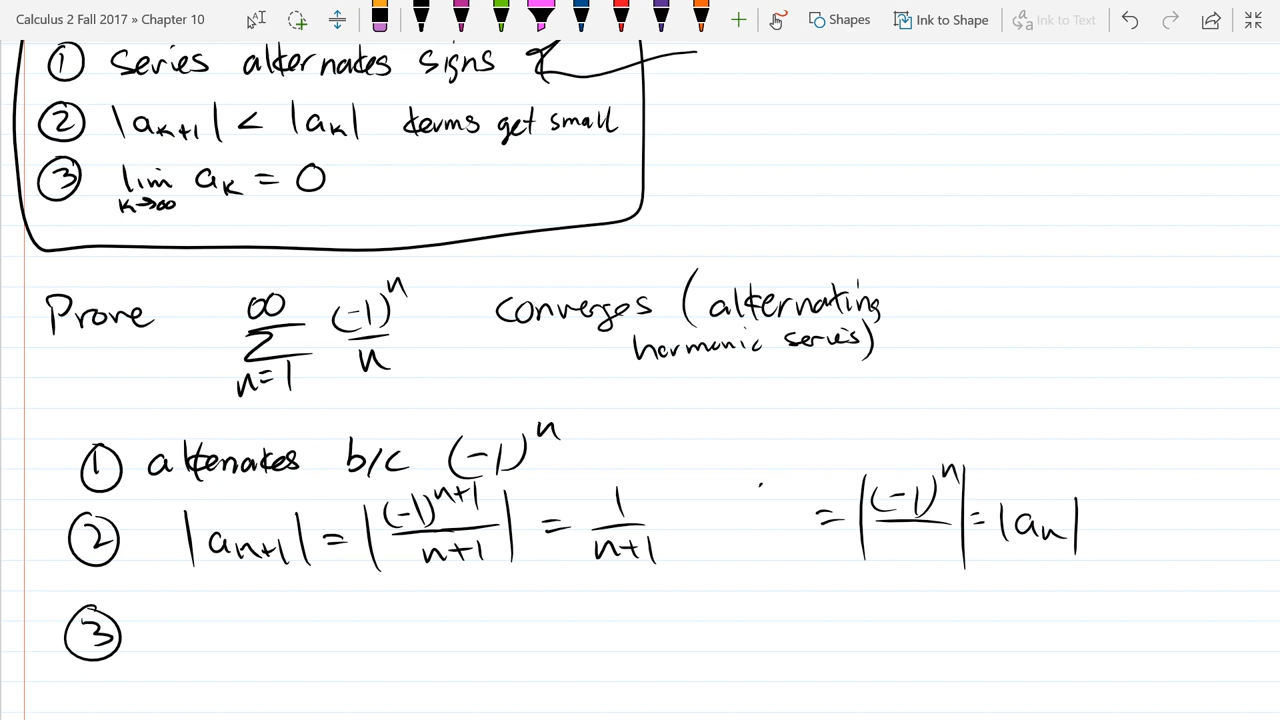 Calculus 2 Fall 2017 » Chapter 10 Shapes Ink to Shape Ink to Text
① Series alternates signs
② |aₖ₊₁| < |aₖ| terms get small
③ lim k→∞ aₖ = 0
Prove ∞ Σ n=1 (-1)ⁿ/n converges (alternating
harmonic series)
① altenates b/c (-1)ⁿ
② |aₙ₊₁| = |(-1)ⁿ⁺¹/n+1| = 1/n+1 = |(-1)ⁿ/ | = |aₙ|
③